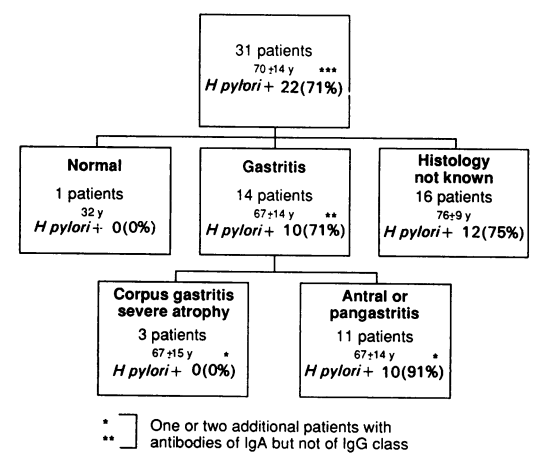 31 patients
70±14 y ***
H pylori+ 22(71%)
Normal
1 patients
32 y
H pylori+ 0(0%)
Gastritis
14 patients
67±14 y **
H pylori+ 10(71%)
Histology
not known
16 patients
76±9 y
H pylori+ 12(75%)
Corpus gastritis
severe atrophy
3 patients
67±15 y *
H pylori+ 0(0%)
Antral or
pangastritis
11 patients
67±14 y *
H pylori+ 10(91%)
* One or two additional patients with
** antibodies of IgA but not of IgG class